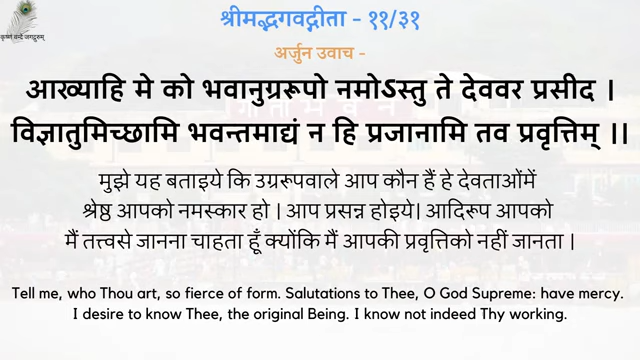 श्रीमद्भगवद्गीता - ११/३१
कृष्णं वन्दे जगद्गुरुम्
अर्जुन उवाच -
आख्याहि मे को भवानुग्ररूपो नमोऽस्तु ते देववर प्रसीद ।
विज्ञातुमिच्छामि भवन्तमाद्यं न हि प्रजानामि तव प्रवृत्तिम् ।।
मुझे यह बताइये कि उग्ररूपवाले आप कौन हैं हे देवताओंमें
श्रेष्ठ आपको नमस्कार हो । आप प्रसन्न होइये। आदिरूप आपको
मैं तत्त्वसे जानना चाहता हूँ क्योंकि मैं आपकी प्रवृत्तिको नहीं जानता ।
Tell me, who Thou art, so fierce of form. Salutations to Thee, O God Supreme: have mercy.
I desire to know Thee, the original Being. I know not indeed Thy working.